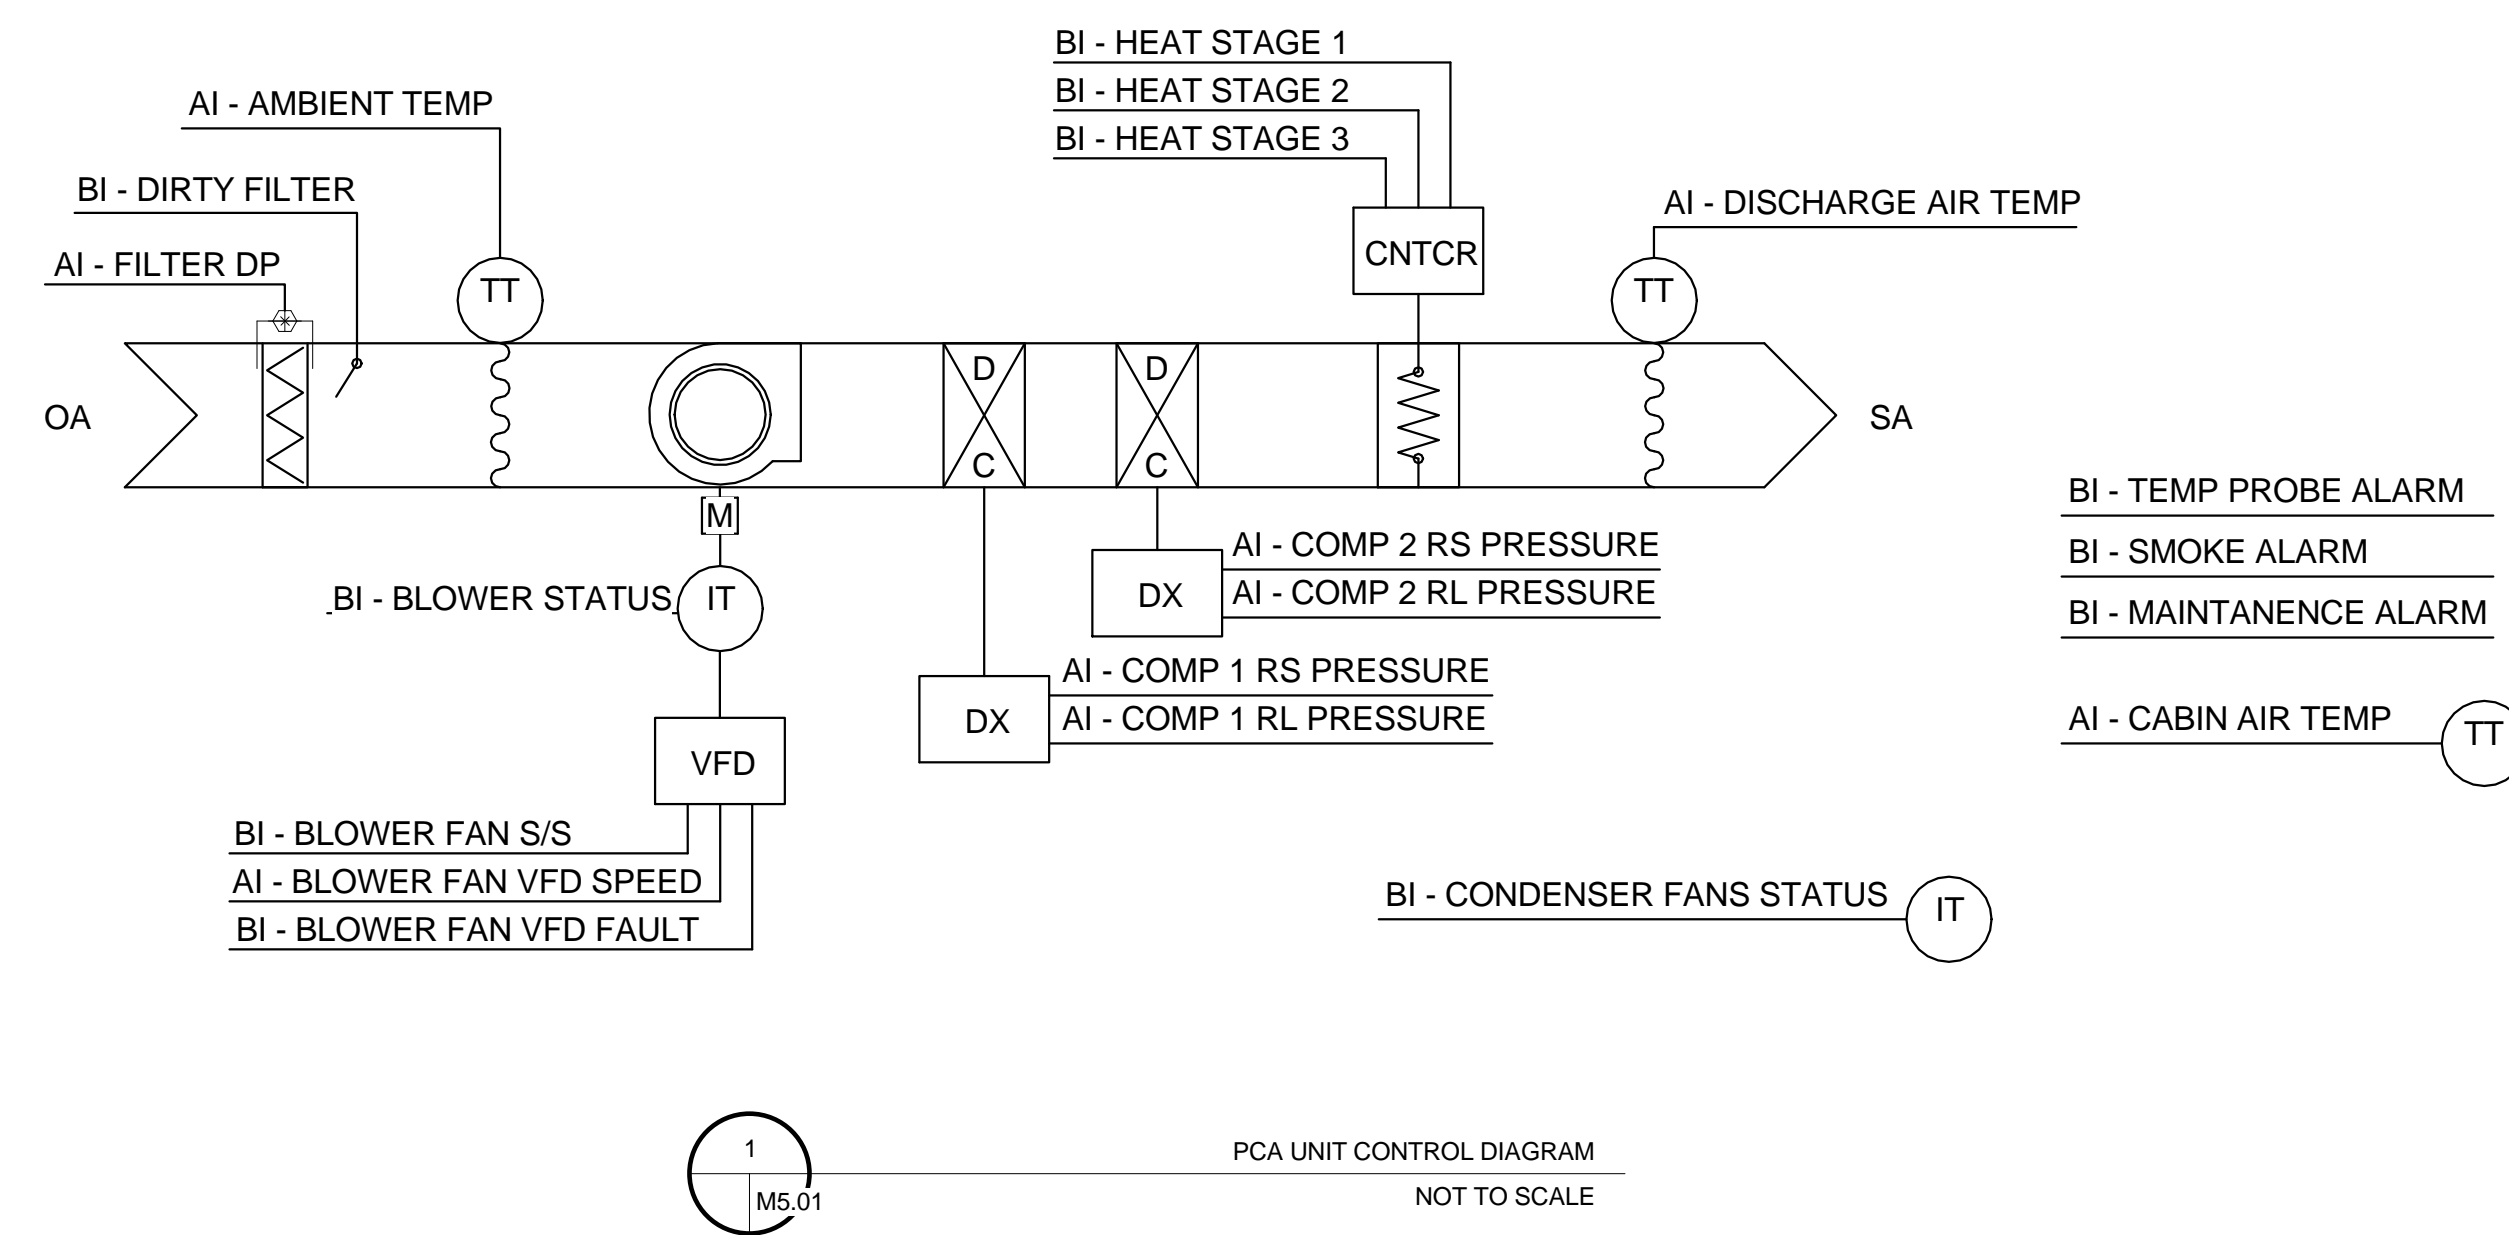 BI - HEAT STAGE 1
BI - HEAT STAGE 2
BI - HEAT STAGE 3
AI - AMBIENT TEMP
BI - DIRTY FILTER
AI - FILTER DP
TT
CNTCR
AI - DISCHARGE AIR TEMP
TT
OA
D
C
D
C
SA
M
BI - BLOWER STATUS
IT
VFD
BI - BLOWER FAN S/S
AI - BLOWER FAN VFD SPEED
BI - BLOWER FAN VFD FAULT
DX
AI - COMP 2 RS PRESSURE
AI - COMP 2 RL PRESSURE
DX
AI - COMP 1 RS PRESSURE
AI - COMP 1 RL PRESSURE
BI - TEMP PROBE ALARM
BI - SMOKE ALARM
BI - MAINTANENCE ALARM
AI - CABIN AIR TEMP
TT
BI - CONDENSER FANS STATUS
IT
1
M5.01
PCA UNIT CONTROL DIAGRAM
NOT TO SCALE